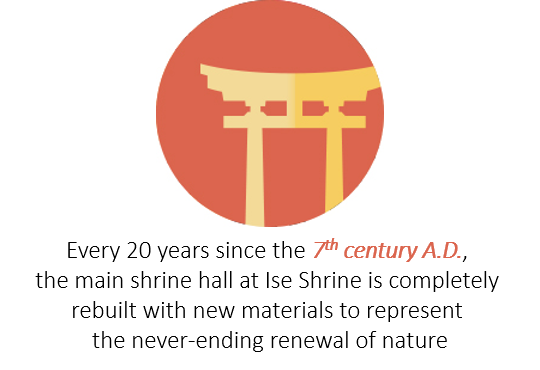 Every 20 years since the 7th century A.D.,
the main shrine hall at Ise Shrine is completely
rebuilt with new materials to represent
the never-ending renewal of nature